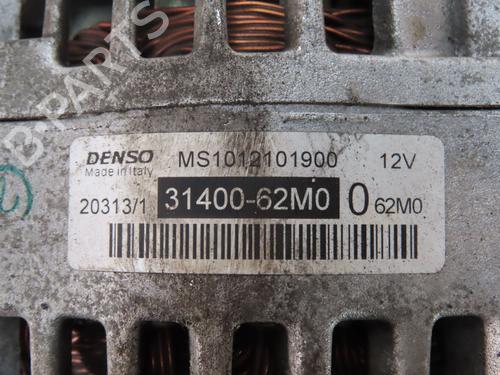 B-PARTS
DENSO MS1012101900 12V
Made in Italy
20313/1 31400-62M0 0 62M0